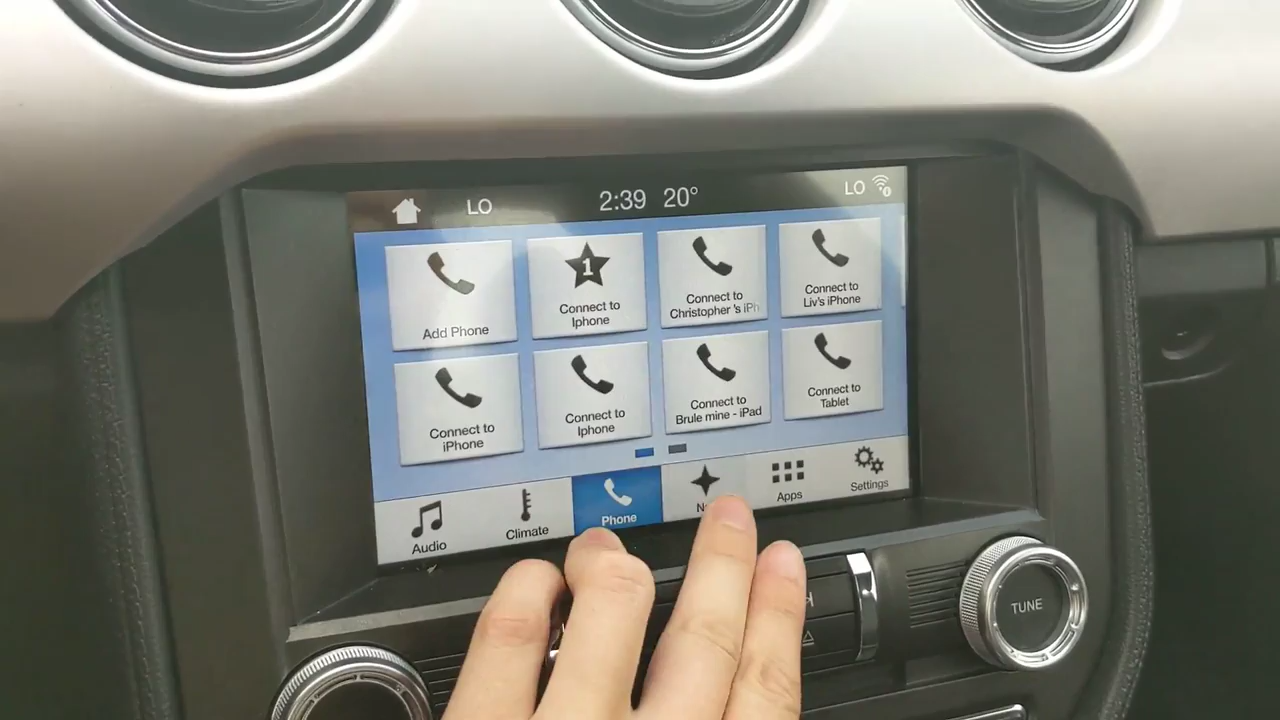 LO 2:39 20° LO
Add Phone
1
Connect to
Iphone
Connect to
Christopher 's iPh
Connect to
Liv's iPhone
Connect to
iPhone
Connect to
Iphone
Connect to
Brule mine - iPad
Connect to
Tablet
Audio
Climate
Phone
Apps
Settings
TUNE